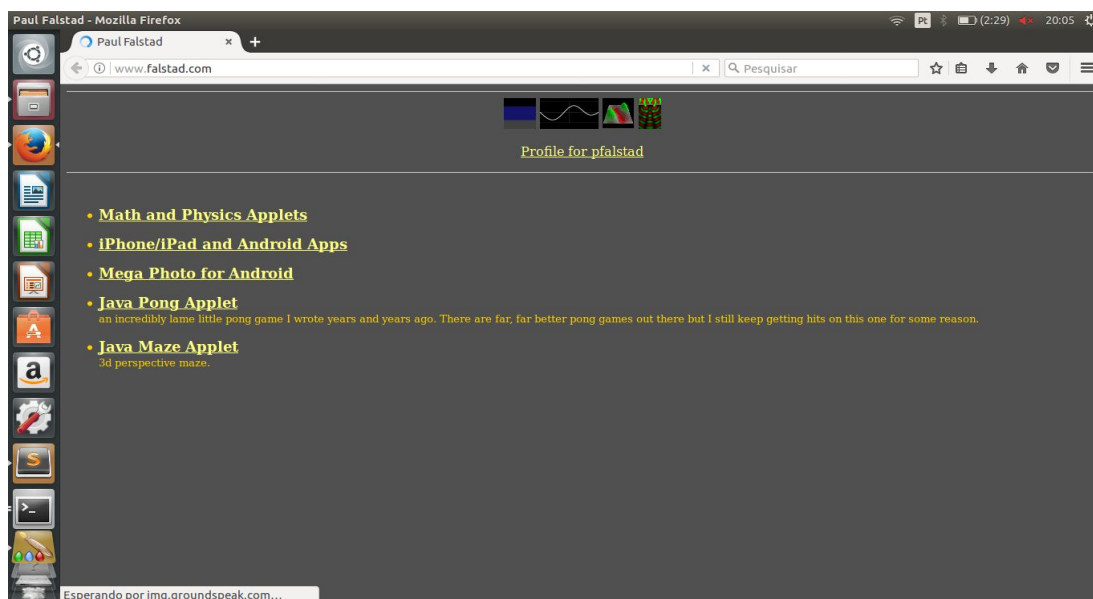 Paul Falstad - Mozilla Firefox
Pt
(2:29)
20:05
Paul Falstad
www.falstad.com
Pesquisar
Profile for pfalstad
Math and Physics Applets
iPhone/iPad and Android Apps
Mega Photo for Android
Java Pong Applet
an incredibly lame little pong game I wrote years and years ago. There are far, far better pong games out there but I still keep getting hits on this one for some reason.
Java Maze Applet
3d perspective maze.
Esperando por img.groundspeak.com...